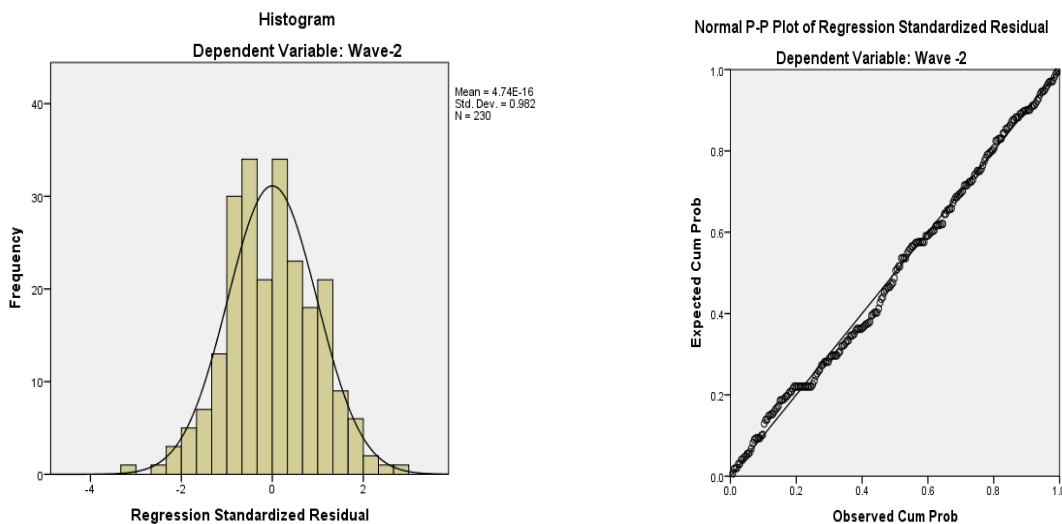 Histogram
Dependent Variable: Wave-2
Mean = 4.74E-16
Std. Dev. = 0.982
N = 230
40
30
20
10
0
Frequency
-4
-2
0
2
Regression Standardized Residual
Normal P-P Plot of Regression Standardized Residual
Dependent Variable: Wave -2
1.0
0.8
0.6
0.4
0.2
0.0
Expected Cum Prob
0.0
0.2
0.4
0.6
0.8
1.0
Observed Cum Prob